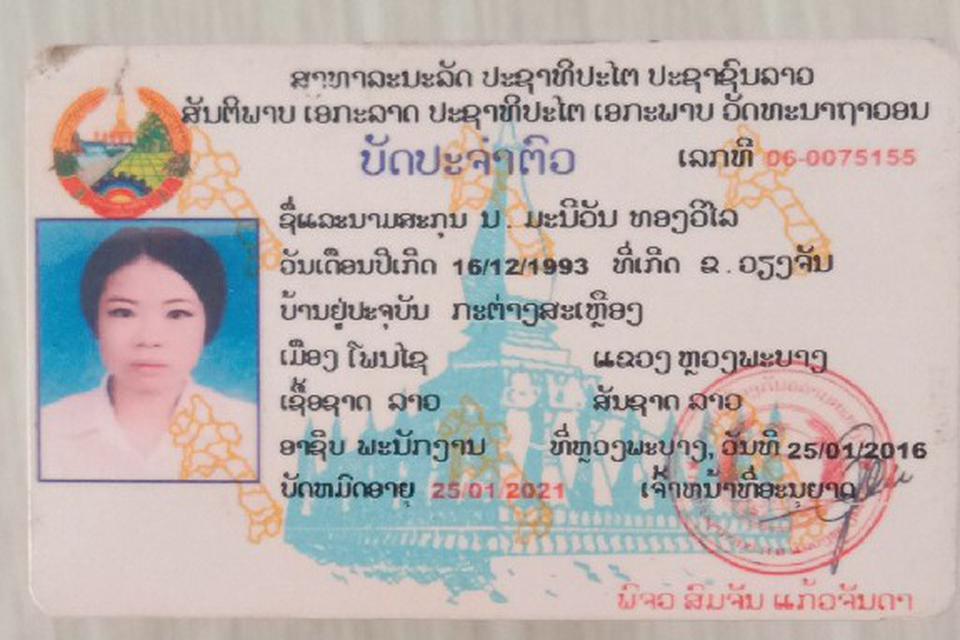 ສາທາລະນະລັດ ປະຊາທິປະໄຕ ປະຊາຊົນລາວ
ສັນຕິພາບ ເອກະລາດ ປະຊາທິປະໄຕ ເອກະພາບ ວັດທະນາຖາວອນ
ບັດປະຈຳຕົວ ເລກທີ 06-0075155
ຊື່ແລະນາມສະກຸນ ນ. ມະນີວັນ ທອງວິໄລ
ວັນເດືອນປີເກີດ 16/12/1993 ທີ່ເກີດ ຂ.ວຽງຈັນ
ບ້ານຢູ່ປະຈຸບັນ ກະຕ່າງສະເຫຼືອງ
ເມືອງ ໂພນໄຊ ແຂວງ ຫຼວງພະບາງ
ເຊື້ອຊາດ ລາວ ສັນຊາດ ລາວ
ອາຊີບ ພະນັກງານ ທີ່ຫຼວງພະບາງ, ວັນທີ 25/01/2016
ບັດຫມົດອາຍຸ 25/01/2021 ເຈົ້າຫນ້າທີ່ອະນຸຍາດ
ພົຈວ ສົມຈັນ ແກ້ວຈັນດາ